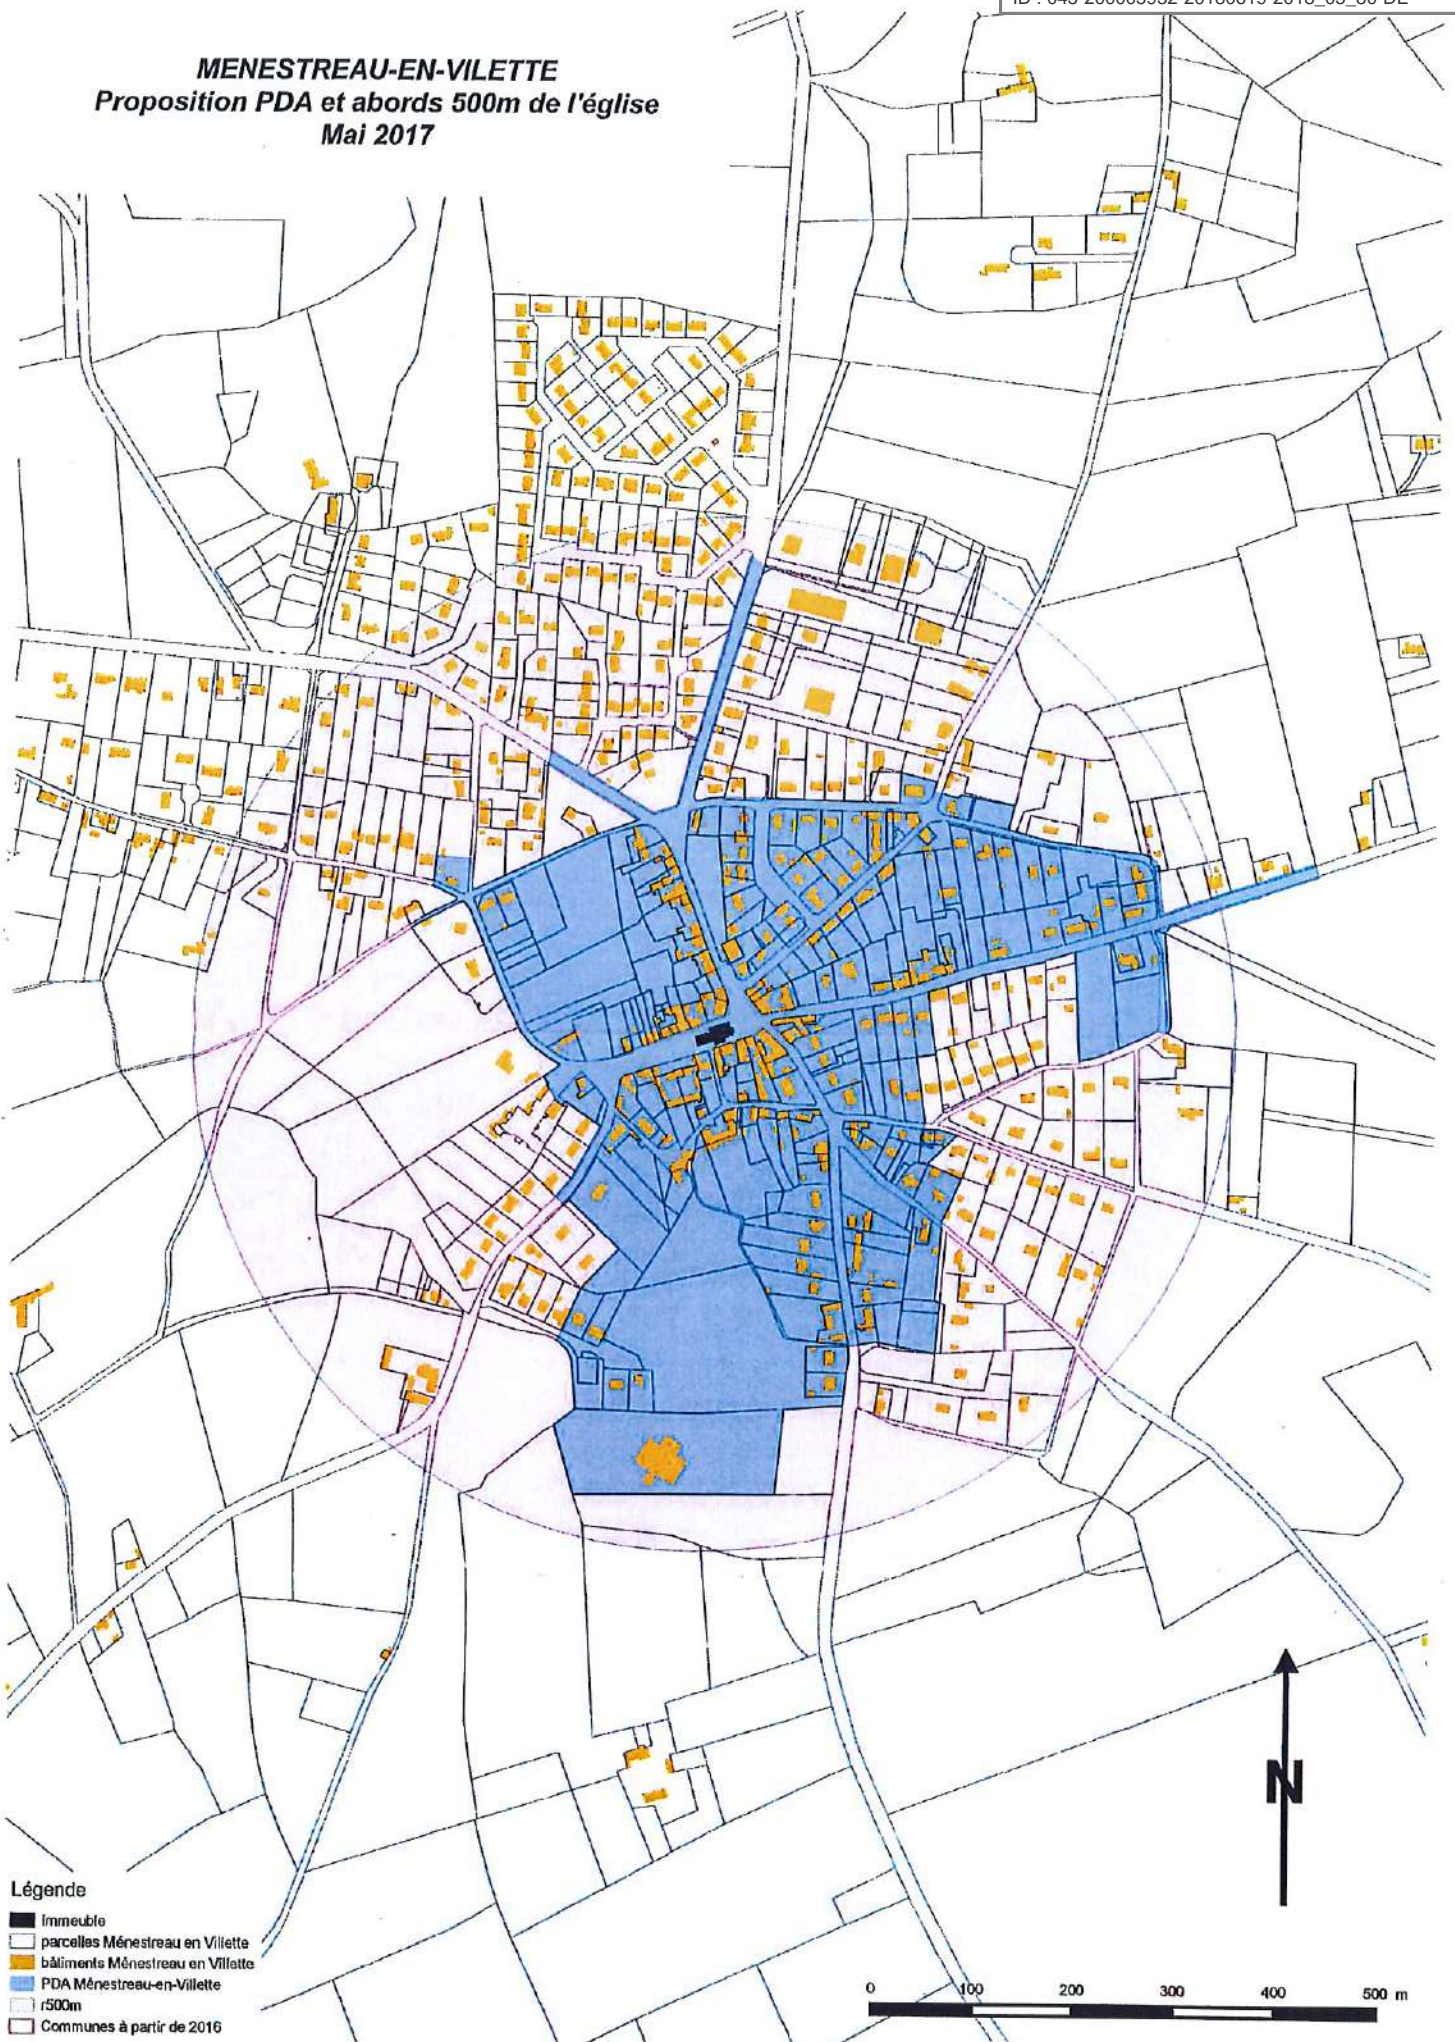 MENESTREAU-EN-VILETTE
Proposition PDA et abords 500m de l'église
Mai 2017
N
Légende
Immeuble
parcelles Ménestreau en Villette
bâtiments Ménestreau en Villette
PDA Ménestreau-en-Villette
r500m
Communes à partir de 2016
0 100 200 300 400 500 m